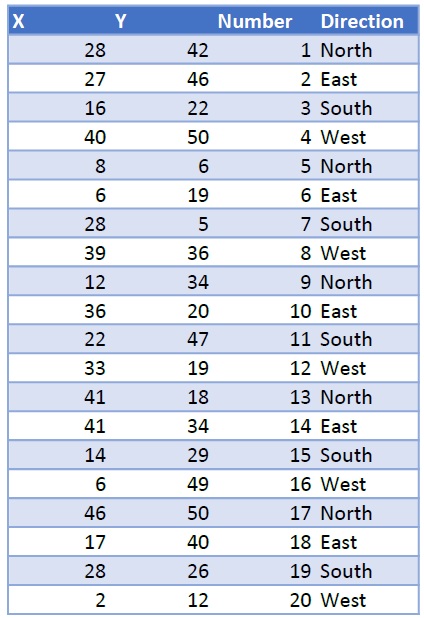 X Y Number Direction
28 42 1 North
27 46 2 East
16 22 3 South
40 50 4 West
8 6 5 North
6 19 6 East
28 5 7 South
39 36 8 West
12 34 9 North
36 20 10 East
22 47 11 South
33 19 12 West
41 18 13 North
41 34 14 East
14 29 15 South
6 49 16 West
46 50 17 North
17 40 18 East
28 26 19 South
2 12 20 West